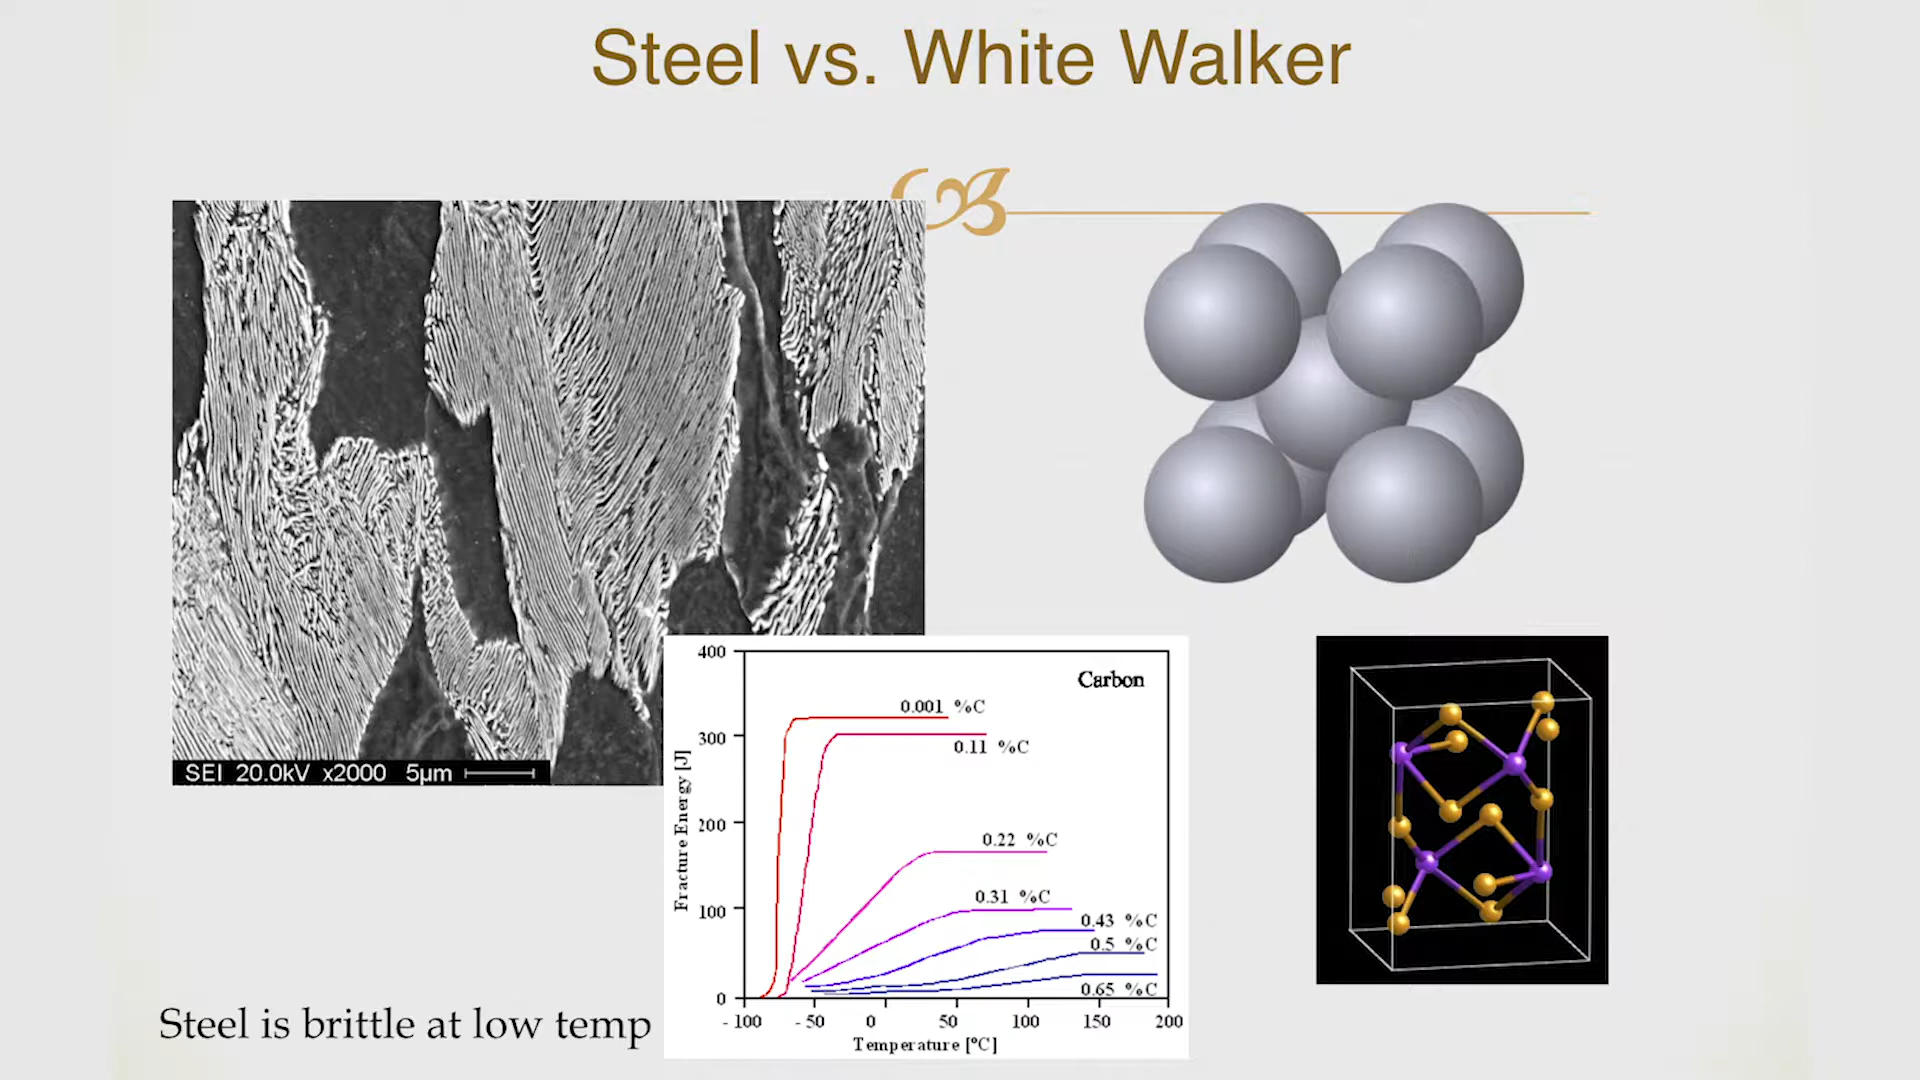 Steel vs. White Walker
SEI 20.0kV x2000 5µm
400
300
200
100
0
Fracture Energy [J]
Carbon
0.001 %C
0.11 %C
0.22 %C
0.31 %C
0.43 %C
0.5 %C
0.65 %C
- 100 - 50 0 50 100 150 200
Temperature [°C]
Steel is brittle at low temp